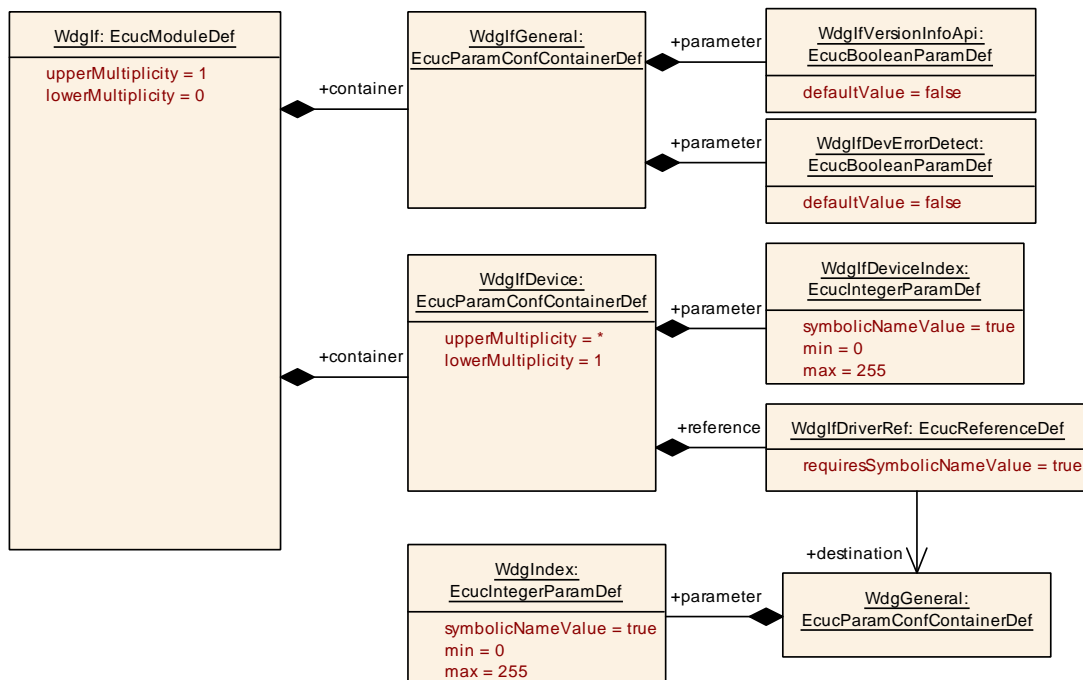 WdgIf: EcucModuleDef
upperMultiplicity = 1
lowerMultiplicity = 0
+container
WdgIfGeneral:
EcucParamConfContainerDef
+parameter
WdgIfVersionInfoApi:
EcucBooleanParamDef
defaultValue = false
+parameter
WdgIfDevErrorDetect:
EcucBooleanParamDef
defaultValue = false
+container
WdgIfDevice:
EcucParamConfContainerDef
upperMultiplicity = *
lowerMultiplicity = 1
+parameter
WdgIfDeviceIndex:
EcucIntegerParamDef
symbolicNameValue = true
min = 0
max = 255
+reference
WdgIfDriverRef: EcucReferenceDef
requiresSymbolicNameValue = true
+destination
WdgIndex:
EcucIntegerParamDef
symbolicNameValue = true
min = 0
max = 255
+parameter
WdgGeneral:
EcucParamConfContainerDef